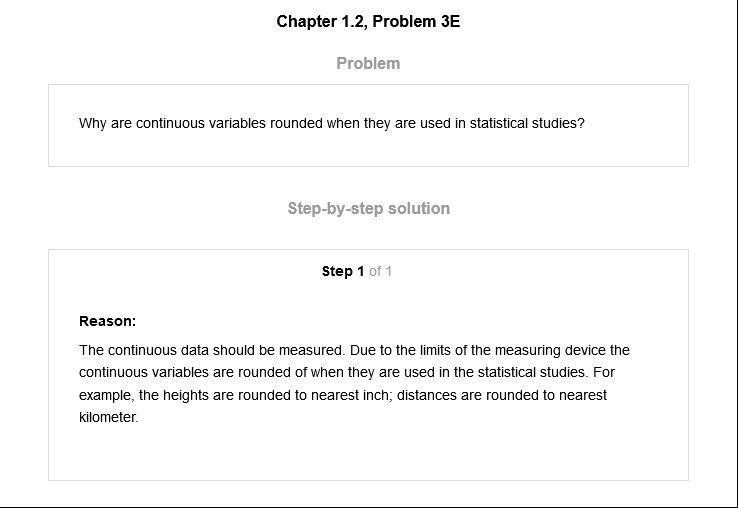 Chapter 1.2, Problem 3E
Problem
Why are continuous variables rounded when they are used in statistical studies?
Step-by-step solution
Step 1 of 1
Reason:
The continuous data should be measured. Due to the limits of the measuring device the
continuous variables are rounded of when they are used in the statistical studies. For
example, the heights are rounded to nearest inch; distances are rounded to nearest
kilometer.